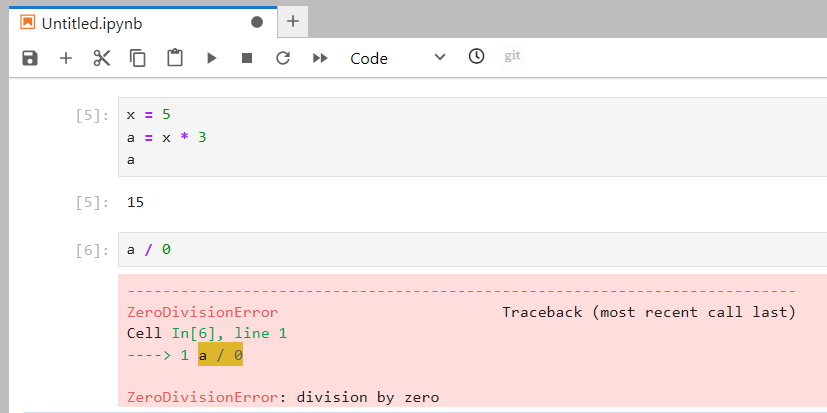 Untitled.ipynb
Code
git
[5]: x = 5
a = x * 3
a
[5]: 15
[6]: a / 0
---------------------------------------------------------------------------
ZeroDivisionError                         Traceback (most recent call last)
Cell In[6], line 1
----> 1 a / 0
ZeroDivisionError: division by zero